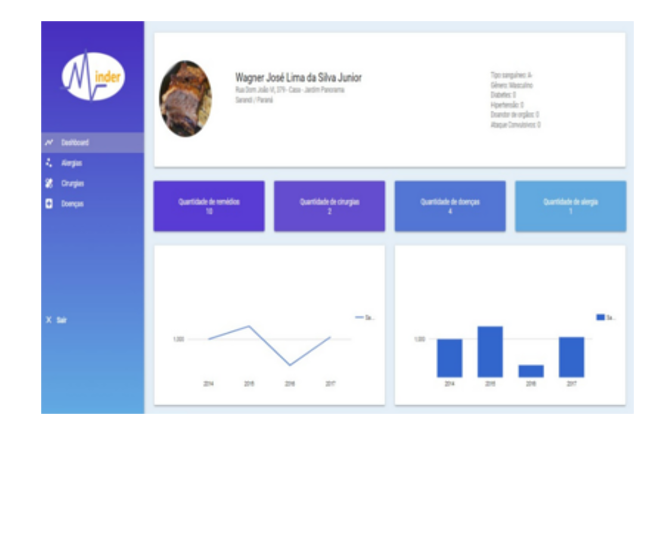 Minder
Dashboard
Alergias
Cirurgias
Doenças
X Sair
Wagner José Lima da Silva Junior
Rua Dom João VI, 379 - Casa - Jardim Panorama
Sarandi / Paraná
Tipo sanguíneo: A-
Gênero: Masculino
Diabetes: 0
Hipertensão: 0
Doandor de orgãos: 0
Ataque Convulsivos: 0
Quantidade de remédios
10
Quantidade de cirurgias
2
Quantidade de doenças
4
Quantidade de alergia
1
1.000
Sa...
2014 2015 2016 2017
1.000
Sa...
2014 2015 2016 2017